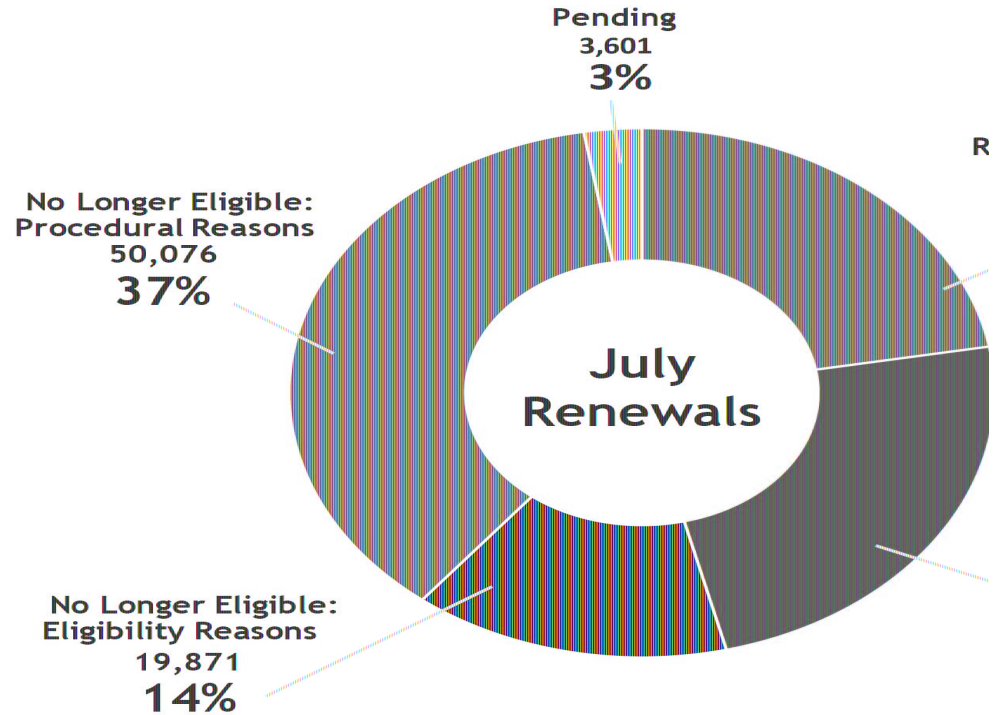 Pending
3,601
3%
R
No Longer Eligible:
Procedural Reasons
50,076
37%
July
Renewals
No Longer Eligible:
Eligibility Reasons
19,871
14%